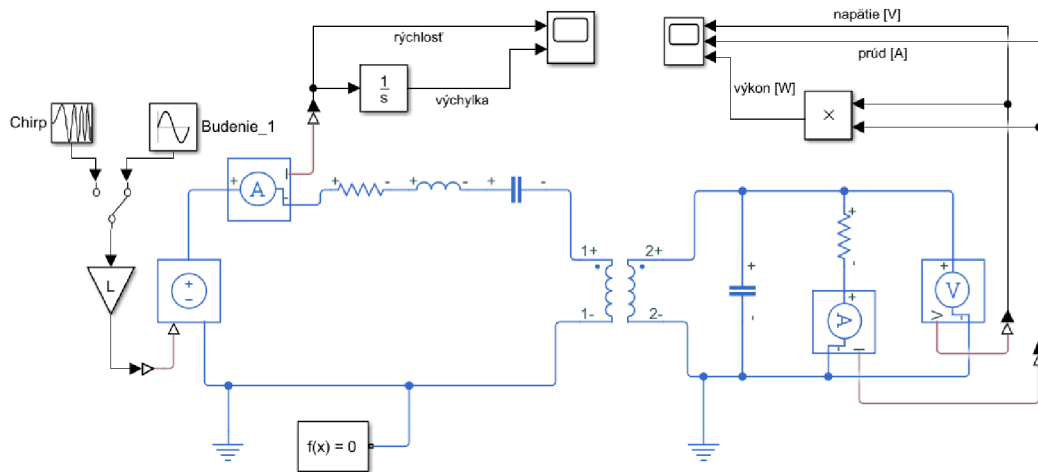 napätie [V]
rýchlosť
prúd [A]
1
s
výchylka
výkon [W]
×
Chirp
Budenie_1
A
I
+
-
+
-
+
-
+
-
1+
2+
L
+
-
+
-
+
-
+
V
-
V
+
A
-
I
1-
2-
f(x) = 0